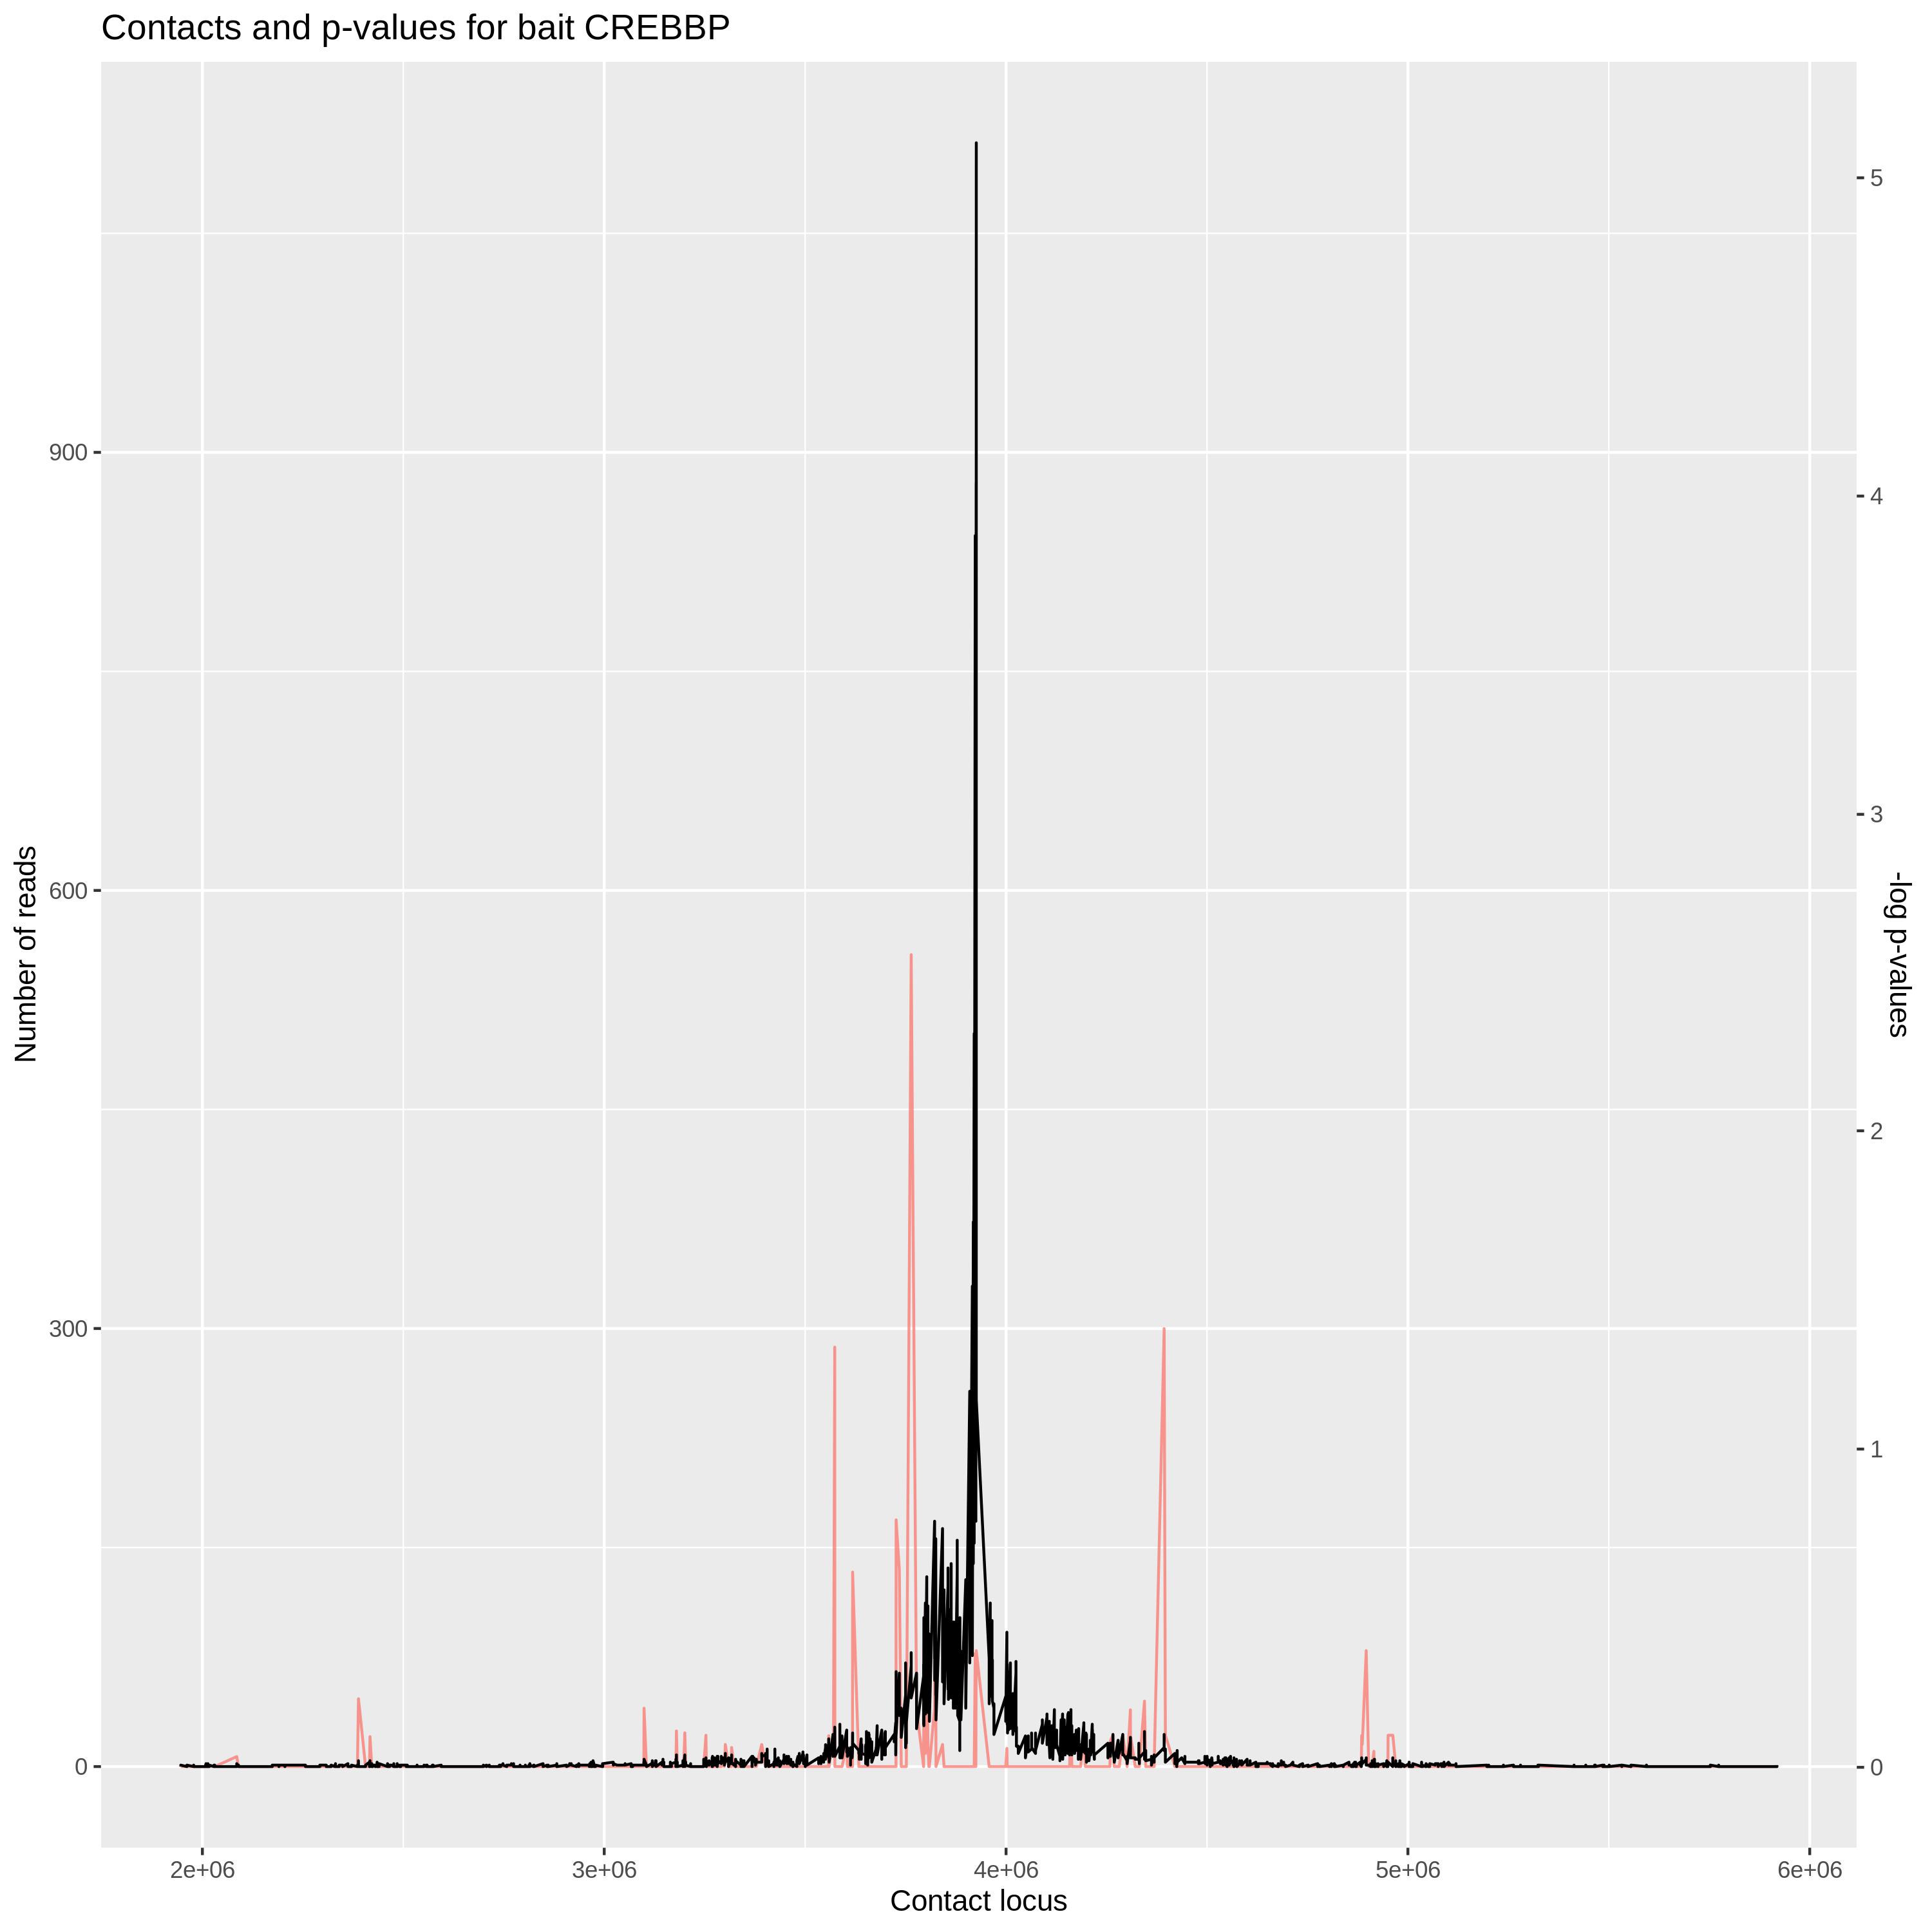 Contacts and p-values for bait CREBBP
Number of reads
900
600
300
0
5
4
3
2
1
0
-log p-values
2e+06
3e+06
4e+06
5e+06
6e+06
Contact locus